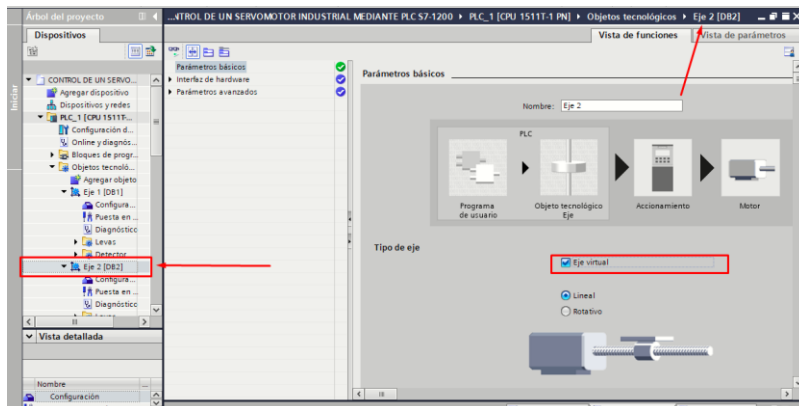 Árbol del proyecto
...NTROL DE UN SERVOMOTOR INDUSTRIAL MEDIANTE PLC S7-1200 ▸ PLC_1 [CPU 1511T-1 PN] ▸ Objetos tecnológicos ▸ Eje 2 [DB2]
Dispositivos
Vista de funciones
Vista de parámetros
Iniciar
CONTROL DE UN SERVO...
Agregar dispositivo
Dispositivos y redes
PLC_1 [CPU 1511T-...
Configuración d...
Online y diagnós...
Bloques de progr...
Objetos tecnoló...
Agregar objeto
Eje 1 [DB1]
Configura...
Puesta en ...
Diagnóstico
Levas
Detector
Eje 2 [DB2]
Configura...
Puesta en ...
Diagnóstico
Vista detallada
Nombre
Configuración
Parámetros básicos
Interfaz de hardware
Parámetros avanzados
Parámetros básicos
Nombre: Eje 2
PLC
Programa
de usuario
Objeto tecnológico
Eje
Accionamiento
Motor
Tipo de eje
Eje virtual
Lineal
Rotativo